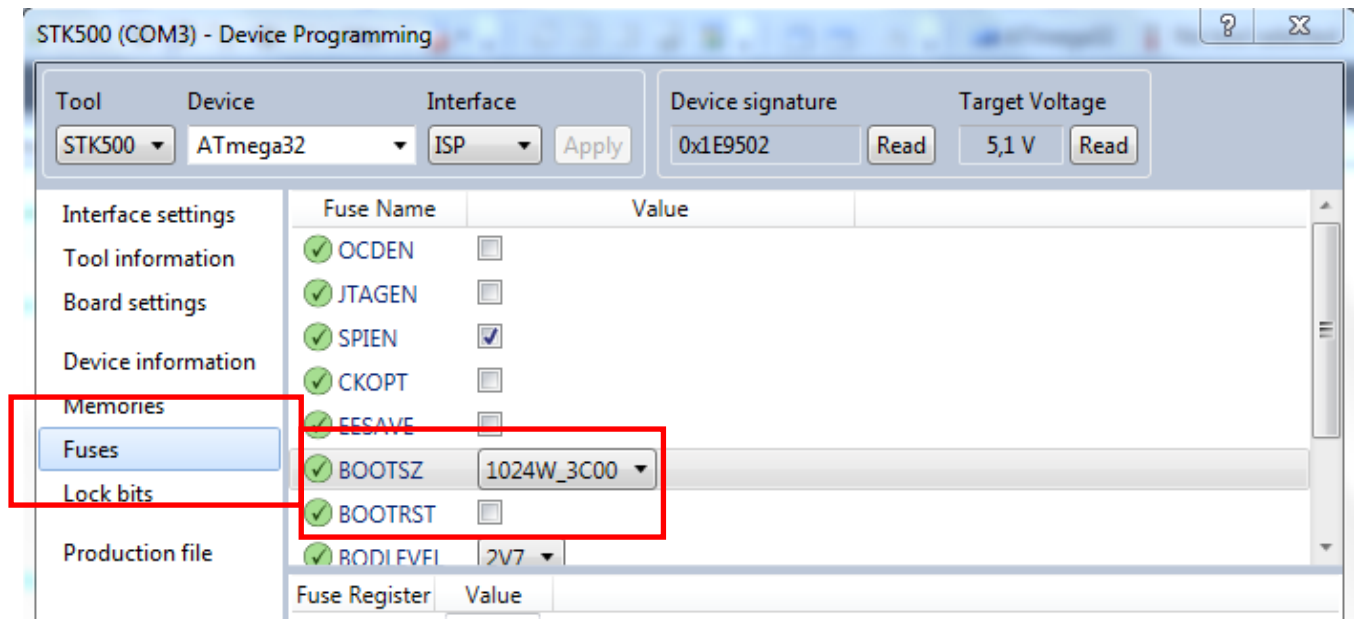 STK500 (COM3) - Device Programming
Tool Device Interface Device signature Target Voltage
STK500 ATmega32 ISP Apply 0x1E9502 Read 5,1 V Read
Interface settings
Tool information
Board settings
Device information
Memories
Fuses
Lock bits
Production file
Fuse Name Value
OCDEN
JTAGEN
SPIEN
CKOPT
EESAVE
BOOTSZ 1024W_3C00
BOOTRST
BODLEVEL 2V7
Fuse Register Value